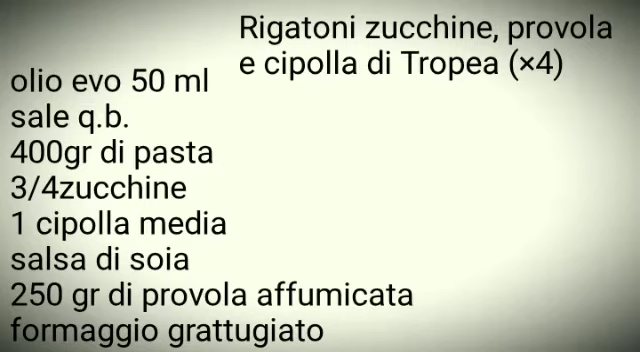 Rigatoni zucchine, provola
e cipolla di Tropea (×4)
olio evo 50 ml
sale q.b.
400gr di pasta
3/4zucchine
1 cipolla media
salsa di soia
250 gr di provola affumicata
formaggio grattugiato